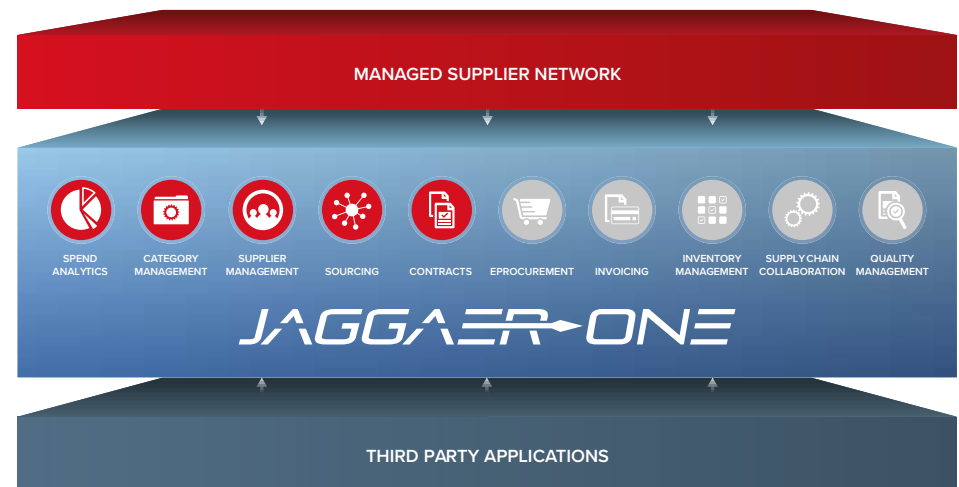 MANAGED SUPPLIER NETWORK
SPEND
ANALYTICS
CATEGORY
MANAGEMENT
SUPPLIER
MANAGEMENT
SOURCING
CONTRACTS
EPROCUREMENT
INVOICING
INVENTORY
MANAGEMENT
SUPPLY CHAIN
COLLABORATION
QUALITY
MANAGEMENT
JAGGAER ONE
THIRD PARTY APPLICATIONS